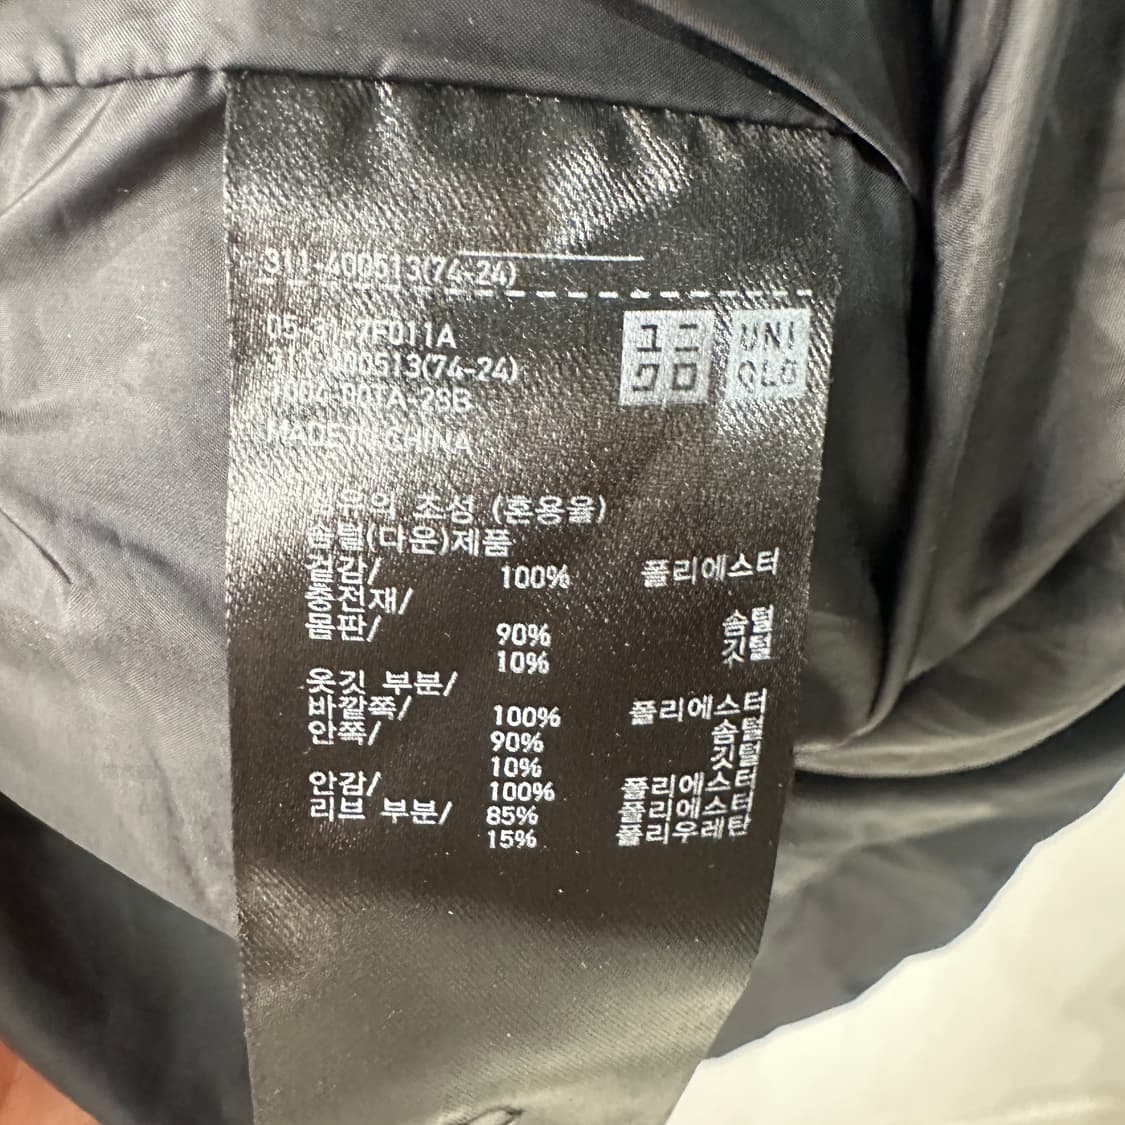 311-400513(74-24)
05-31-7F011A
311-400513(74-24)
ユニ UNI
クロ QLO
MADE IN CHINA
조성 (혼용율)
솜털(다운)제품
겉감/ 100% 폴리에스터
충전재/
몸판/ 90% 솜털
10% 깃털
옷깃 부분/
바깥쪽/ 100% 폴리에스터
안쪽/ 90% 솜털
10% 깃털
안감/ 100% 폴리에스터
리브 부분/ 85% 폴리에스터
15% 폴리우레탄